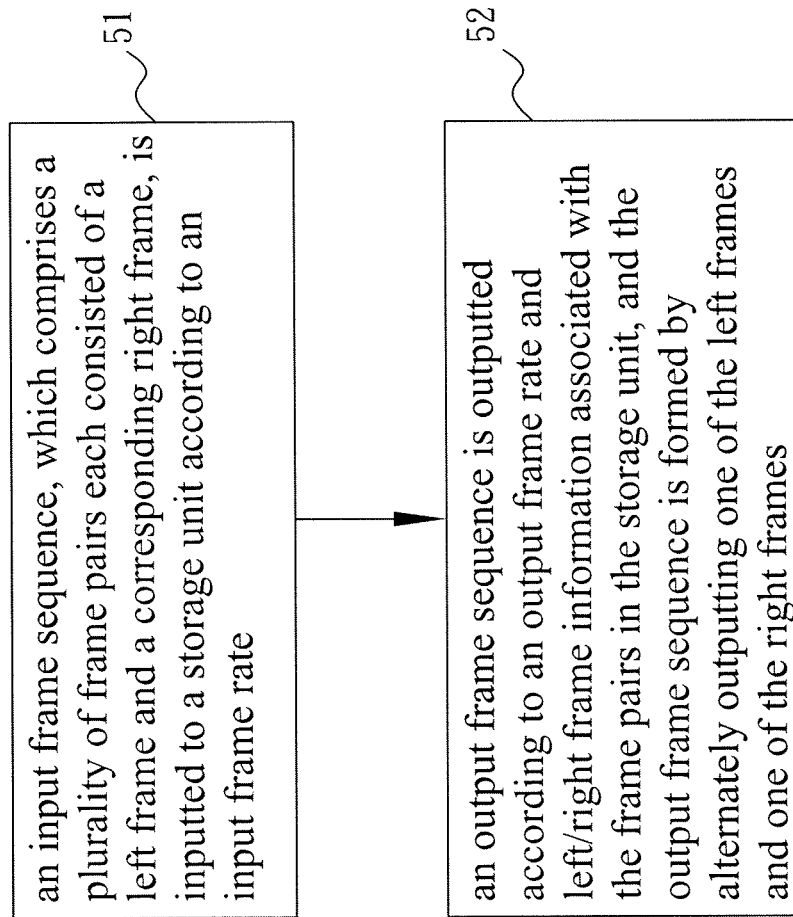 an input frame sequence, which comprises a
plurality of frame pairs each consisted of a
left frame and a corresponding right frame, is
inputted to a storage unit according to an
input frame rate
51
an output frame sequence is outputted
according to an output frame rate and
left/right frame information associated with
the frame pairs in the storage unit, and the
output frame sequence is formed by
alternately outputting one of the left frames
and one of the right frames
52